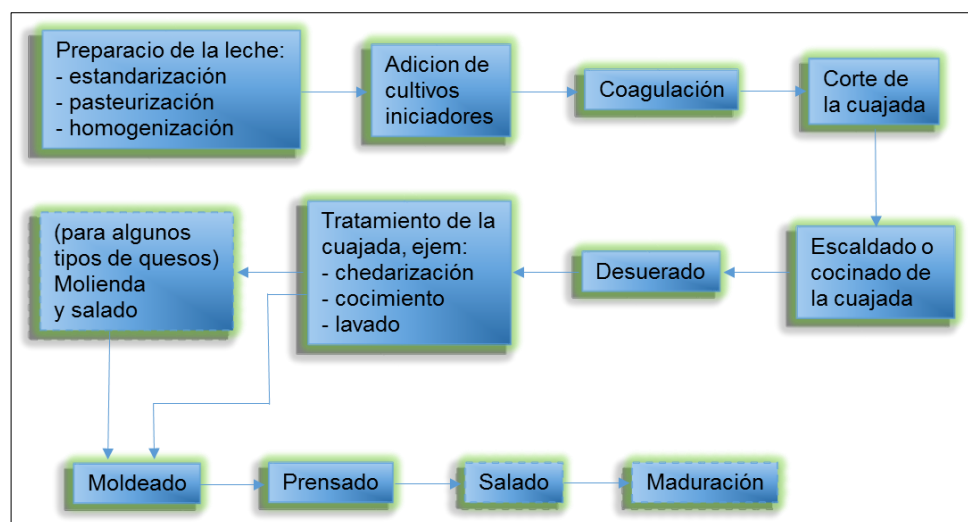 Preparacio de la leche:
- estandarización
- pasteurización
- homogenización
Adicion de
cultivos
iniciadores
Coagulación
Corte de
la cuajada
Escaldado o
cocinado de
la cuajada
Desuerado
Tratamiento de la
cuajada, ejem:
- chedarización
- cocimiento
- lavado
(para algunos
tipos de quesos)
Molienda
y salado
Moldeado
Prensado
Salado
Maduración